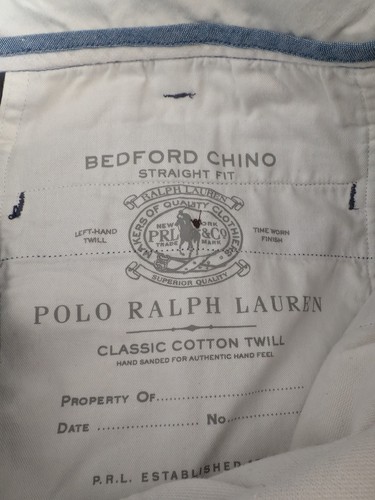 BEDFORD CHINO
STRAIGHT FIT
RALPH LAUREN
MAKERS OF QUALITY CLOTHIERS
LEFT-HAND
TWILL
NEW YORK
PRL & Co
TRADE MARK
TIME WORN
FINISH
SUPERIOR QUALITY
POLO RALPH LAUREN
CLASSIC COTTON TWILL
HAND SANDED FOR AUTHENTIC HAND FEEL
PROPERTY OF...............................
DATE .................... No....................
P.R.L. ESTABLISHED